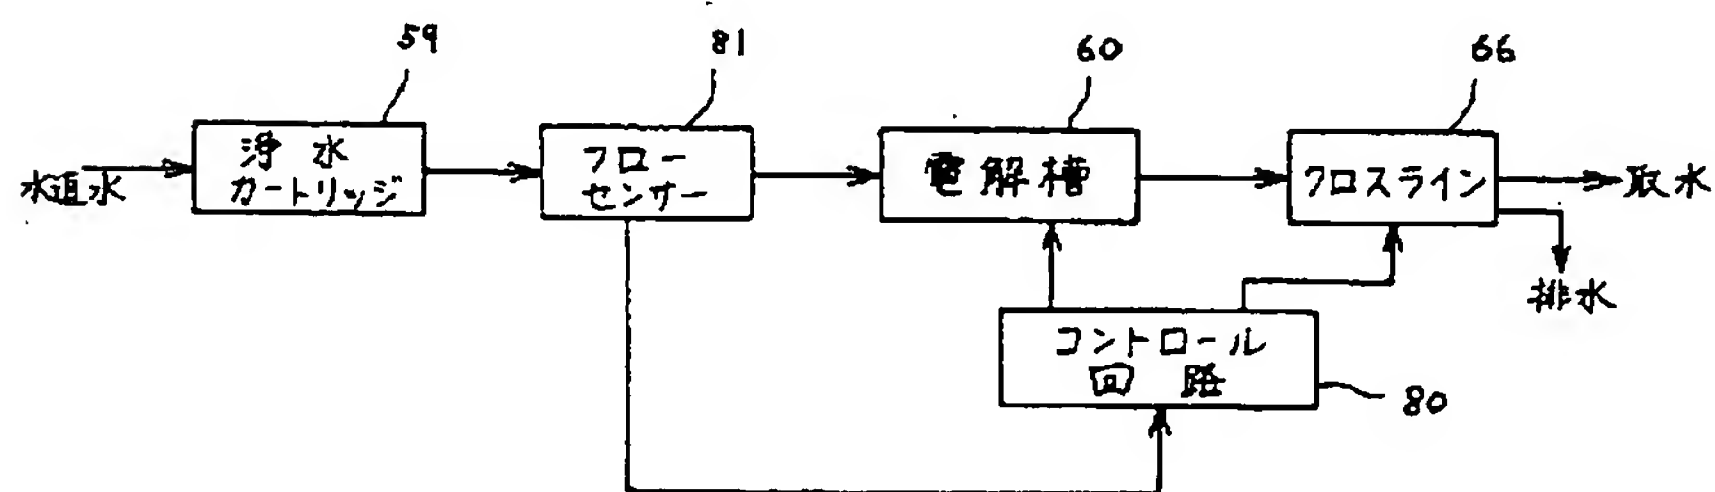 59
81
60
66
水道水
浄水
カートリッジ
フロー
センサー
電解槽
クロスライン
取水
排水
コントロール
回路
80